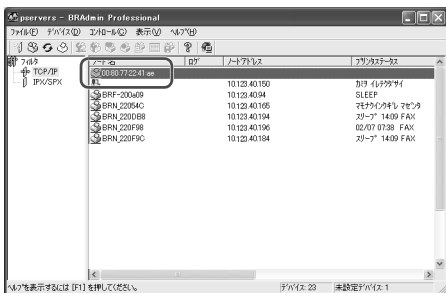 pservers - BRAdmin Professional
ファイル(F) デバイス(D) コントロール(C) 表示(V) ヘルプ(H)
フィルタ
TCP/IP
IPX/SPX
ノード名 ログ ノードアドレス プリンタステータス
00:80:77:22:41:ae
10.123.40.150 カミヲ イレテクダサイ
BRF-200a09 10.123.40.94 SLEEP
BRN_22054C 10.123.40.165
BRN_220DB8 10.123.40.194 スリープ 14:09 FAX
BRN_220F98 10.123.40.196 02/07 07:38 FAX
BRN_220F9C 10.123.40.184 スリープ 14:09 FAX
ヘルプを表示するには [F1] を押してください。 デバイス: 23 未設定デバイス: 1